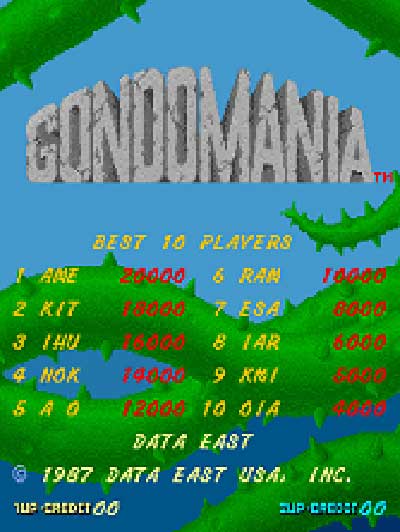 GONDOMANIA TM
BEST 10 PLAYERS
1 ANE 20000 6 RAM 10000
2 KIT 18000 7 ESA 8000
3 IHU 16000 8 IAR 6000
4 NOK 14000 9 KMI 5000
5 A O 12000 10 OIA 4000
DATA EAST
© 1987 DATA EAST USA. INC.
1UP-CREDIT 00 2UP-CREDIT 00